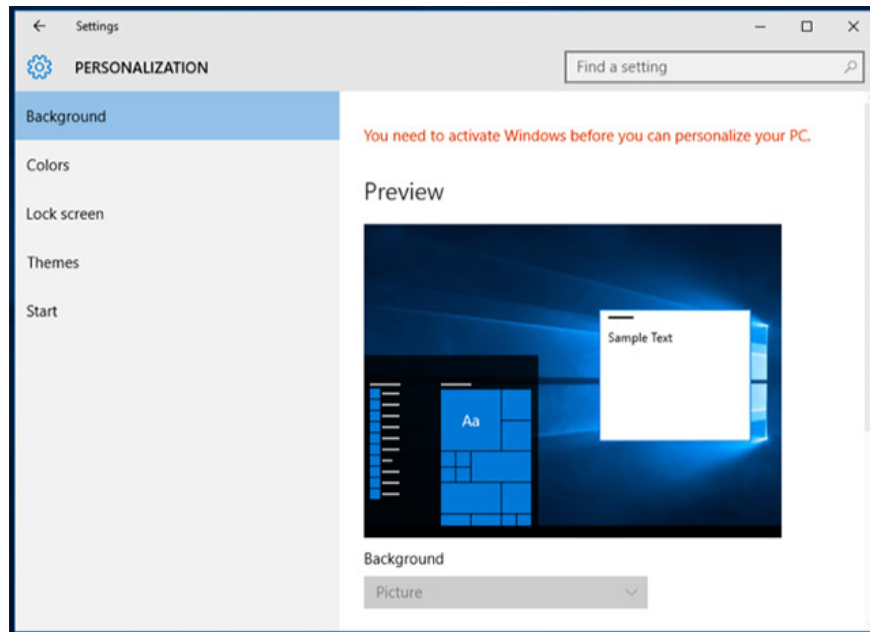 Settings
PERSONALIZATION
Find a setting
Background
Colors
Lock screen
Themes
Start
You need to activate Windows before you can personalize your PC.
Preview
Sample Text
Aa
Background
Picture